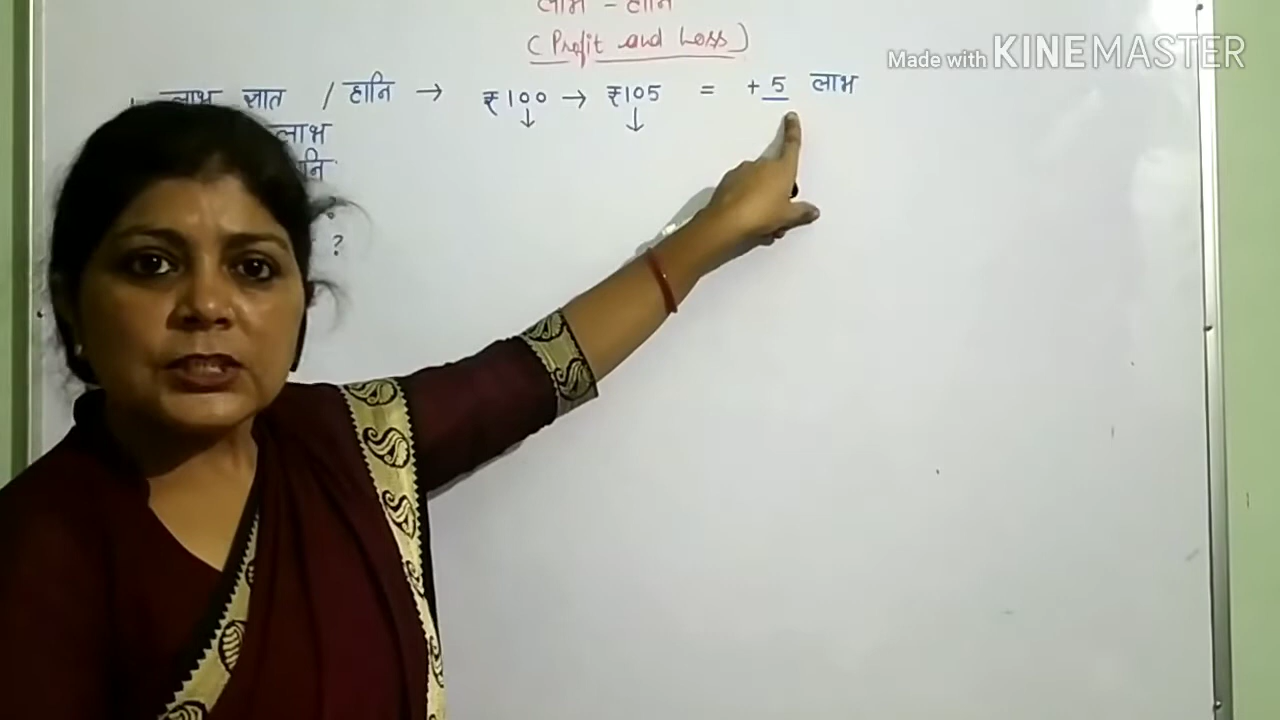 लाभ - हानि
(Profit and Loss)
Made with KINEMASTER
लाभ ज्ञात / हानि → ₹100 → ₹105 = +5 लाभ
↓ ↓
लाभ
?